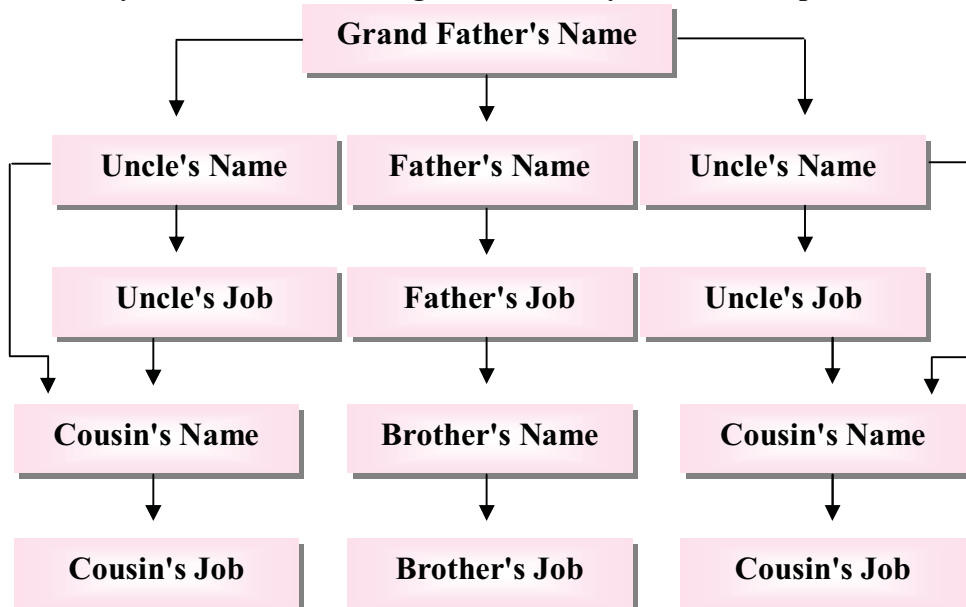 Grand Father's Name
Uncle's Name
Father's Name
Uncle's Name
Uncle's Job
Father's Job
Uncle's Job
Cousin's Name
Brother's Name
Cousin's Name
Cousin's Job
Brother's Job
Cousin's Job